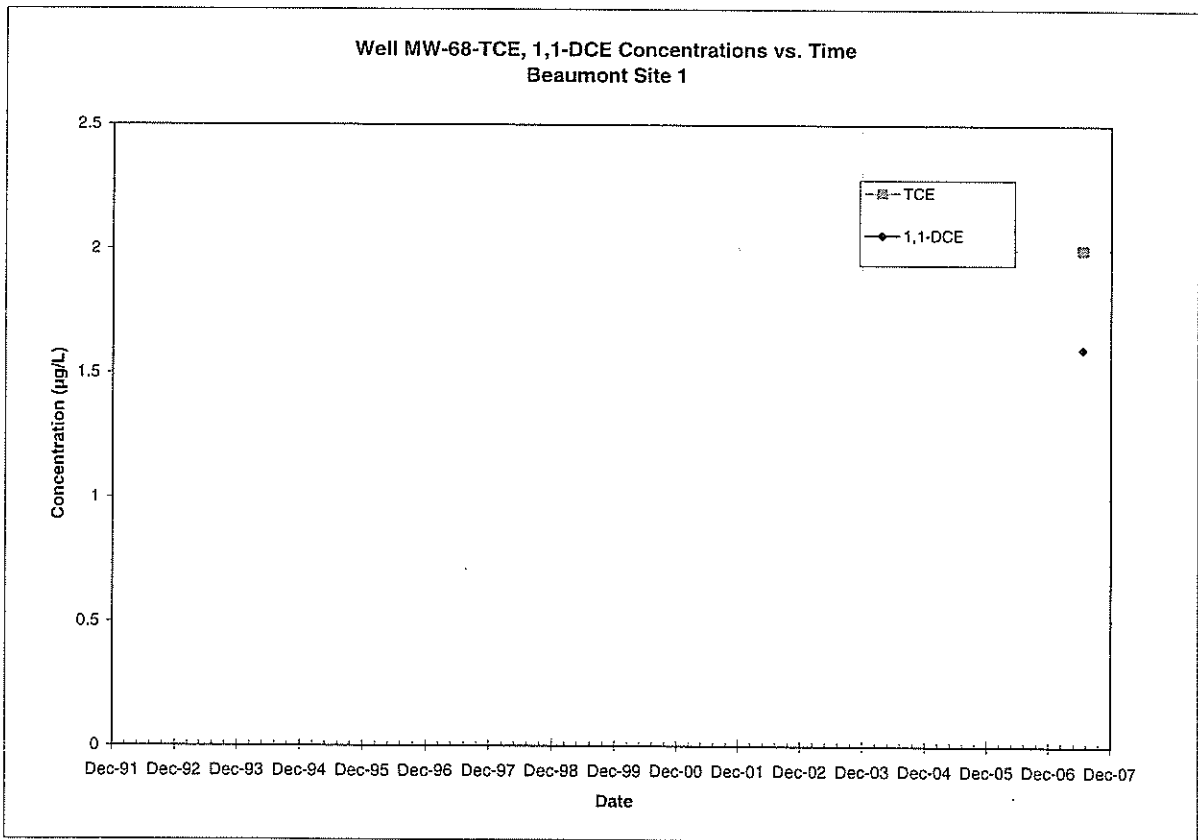 Well MW-68-TCE, 1,1-DCE Concentrations vs. Time
Beaumont Site 1
2.5
2
1.5
1
0.5
0
Concentration (µg/L)
TCE
1,1-DCE
Dec-91 Dec-92 Dec-93 Dec-94 Dec-95 Dec-96 Dec-97 Dec-98 Dec-99 Dec-00 Dec-01 Dec-02 Dec-03 Dec-04 Dec-05 Dec-06 Dec-07
Date